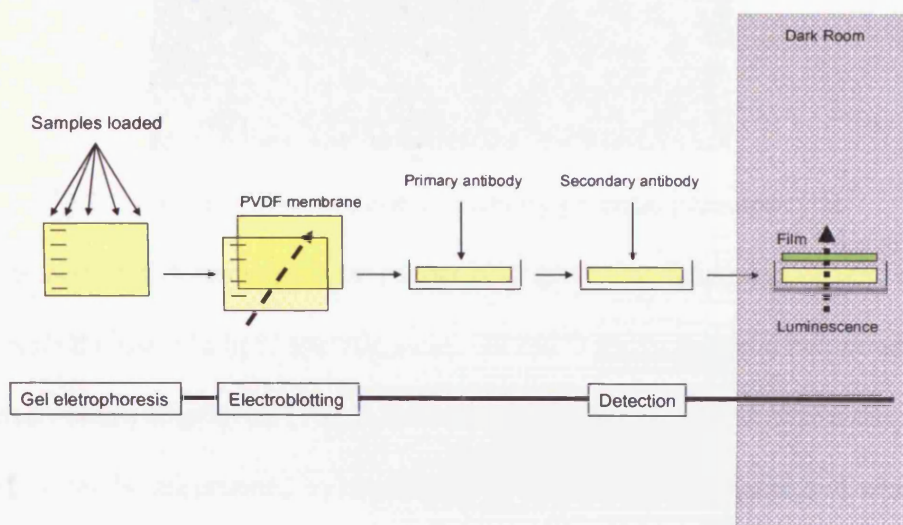 Dark Room
Samples loaded
Primary antibody
Secondary antibody
PVDF membrane
Film
Luminescence
Gel eletrophoresis
Electroblotting
Detection